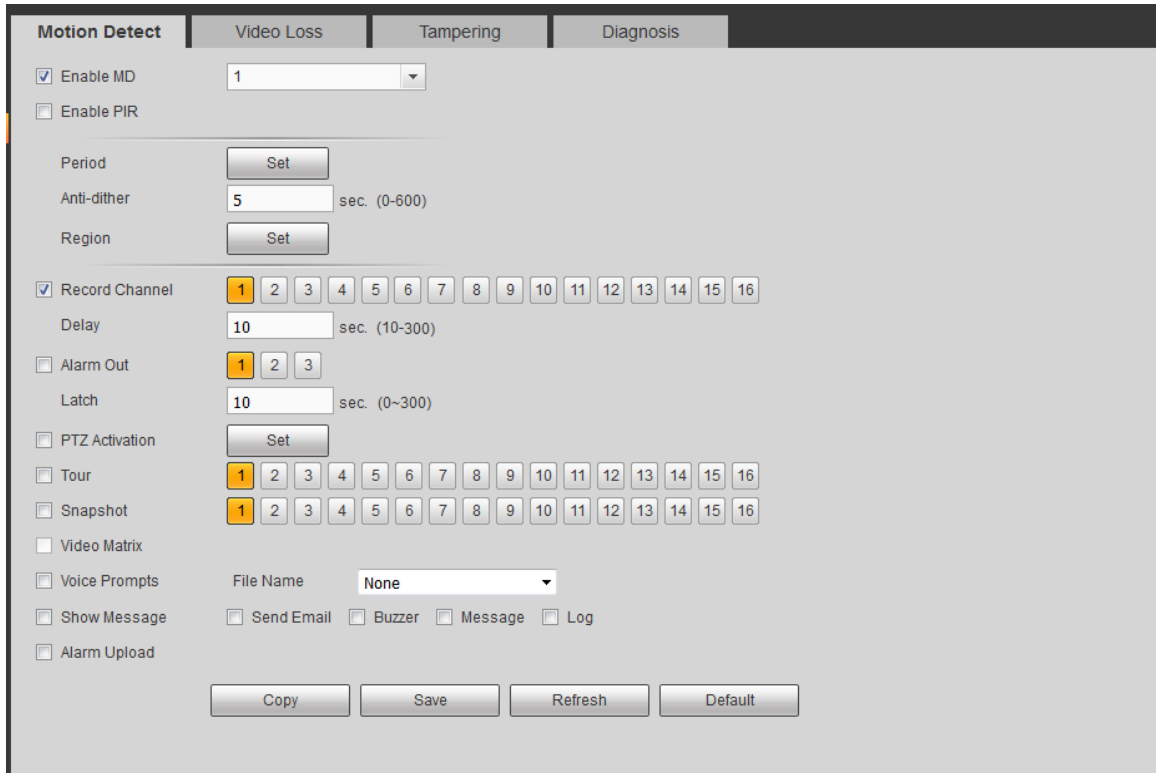 Motion Detect Video Loss Tampering Diagnosis
Enable MD 1
Enable PIR
Period Set
Anti-dither 5 sec. (0-600)
Region Set
Record Channel 1 2 3 4 5 6 7 8 9 10 11 12 13 14 15 16
Delay 10 sec. (10-300)
Alarm Out 1 2 3
Latch 10 sec. (0~300)
PTZ Activation Set
Tour 1 2 3 4 5 6 7 8 9 10 11 12 13 14 15 16
Snapshot 1 2 3 4 5 6 7 8 9 10 11 12 13 14 15 16
Video Matrix
Voice Prompts File Name None
Show Message Send Email Buzzer Message Log
Alarm Upload
Copy Save Refresh Default